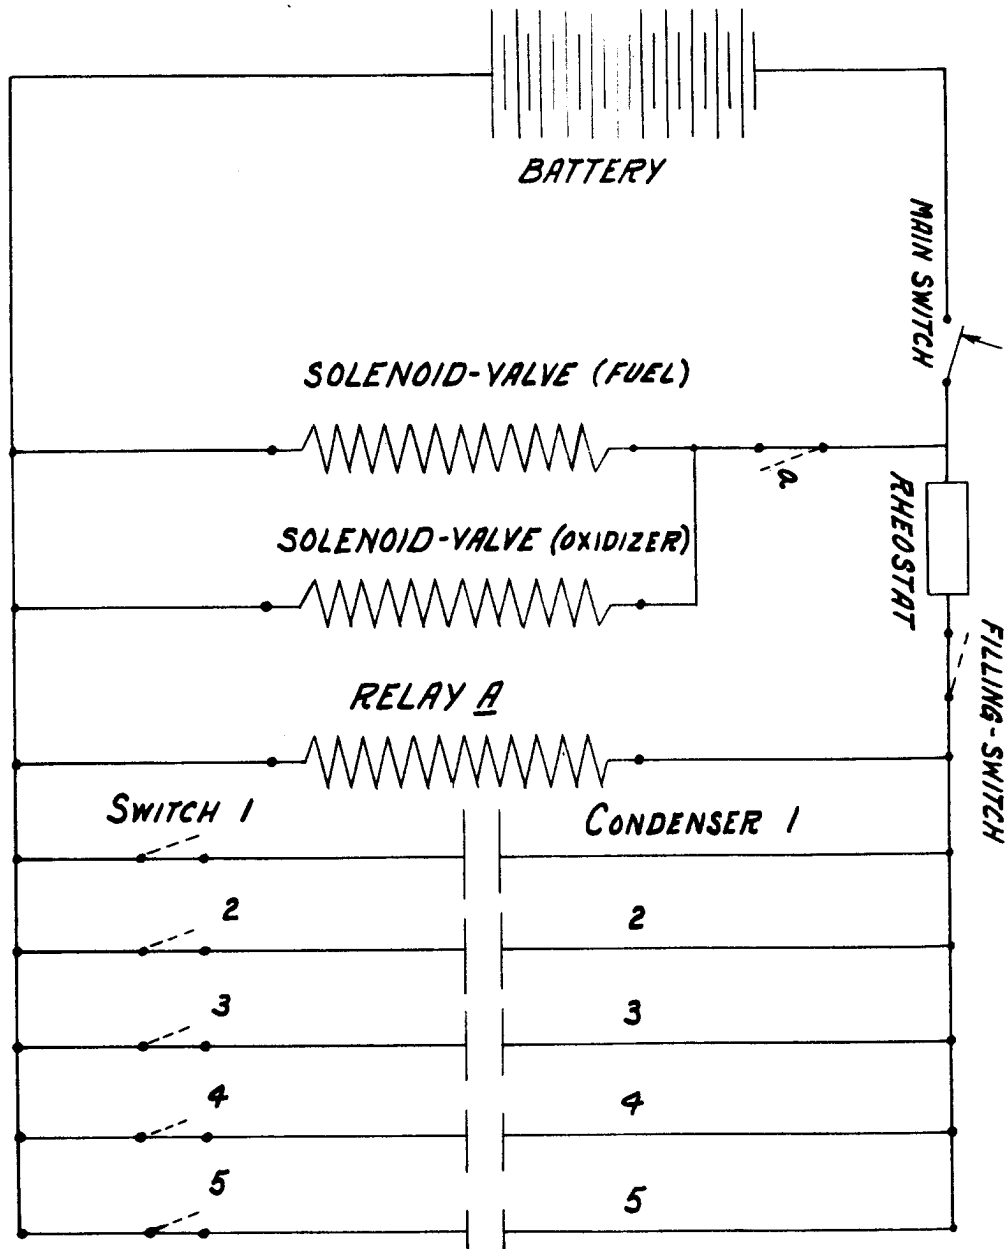 BATTERY
MAIN SWITCH
SOLENOID-VALVE (FUEL)
a
RHEOSTAT
SOLENOID-VALVE (OXIDIZER)
FILLING-SWITCH
RELAY A
SWITCH 1
CONDENSER 1
2
2
3
3
4
4
5
5